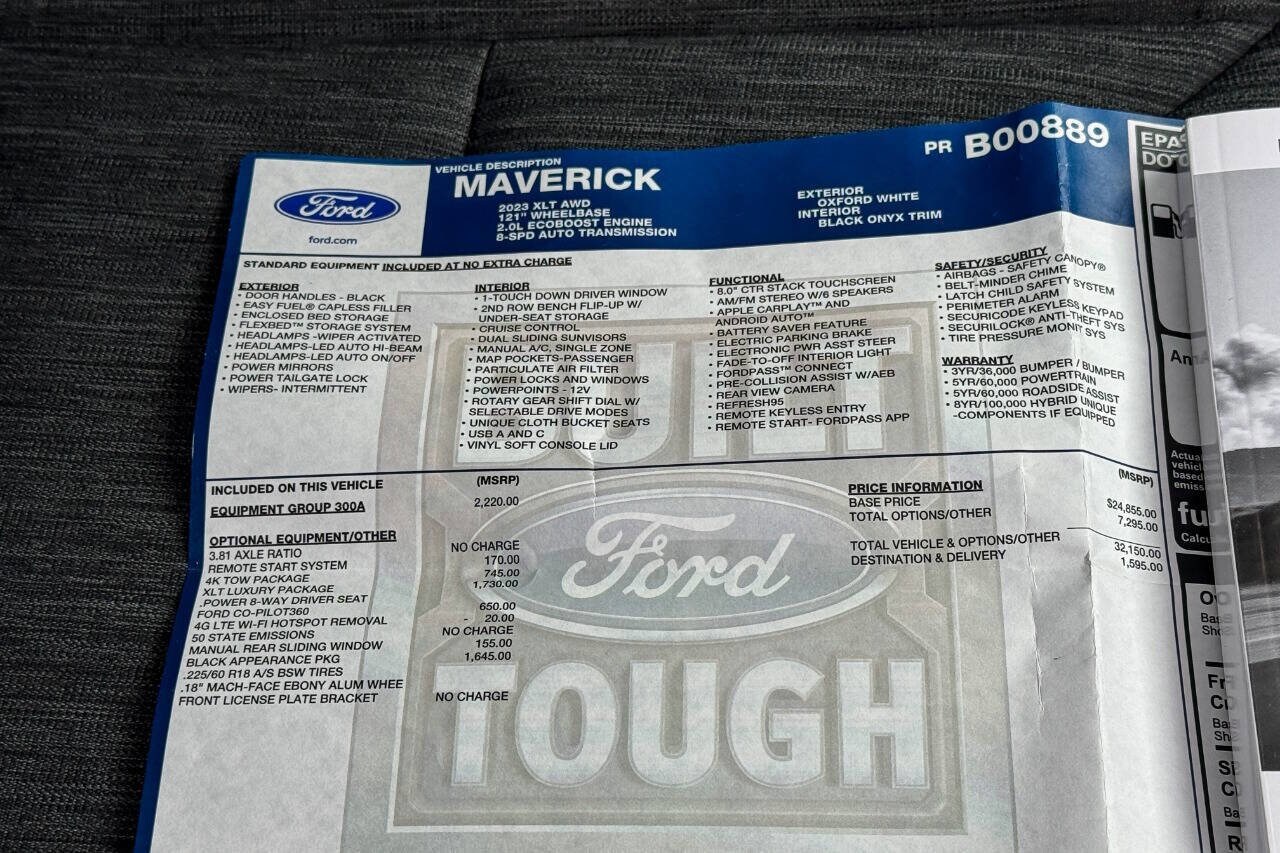 Ford
ford.com
VEHICLE DESCRIPTION
MAVERICK
2023 XLT AWD
121" WHEELBASE
2.0L ECOBOOST ENGINE
8-SPD AUTO TRANSMISSION
EXTERIOR
OXFORD WHITE
INTERIOR
BLACK ONYX TRIM
PR B00889
STANDARD EQUIPMENT INCLUDED AT NO EXTRA CHARGE
EXTERIOR
• DOOR HANDLES - BLACK
• EASY FUEL® CAPLESS FILLER
• ENCLOSED BED STORAGE
• FLEXBED™ STORAGE SYSTEM
• HEADLAMPS -WIPER ACTIVATED
• HEADLAMPS-LED AUTO HI-BEAM
• HEADLAMPS-LED AUTO ON/OFF
• POWER MIRRORS
• POWER TAILGATE LOCK
• WIPERS- INTERMITTENT
INTERIOR
• 1-TOUCH DOWN DRIVER WINDOW
• 2ND ROW BENCH FLIP-UP W/
UNDER-SEAT STORAGE
• CRUISE CONTROL
• DUAL SLIDING SUNVISORS
• MANUAL A/C, SINGLE ZONE
• MAP POCKETS-PASSENGER
• PARTICULATE AIR FILTER
• POWER LOCKS AND WINDOWS
• POWERPOINTS - 12V
• ROTARY GEAR SHIFT DIAL W/
SELECTABLE DRIVE MODES
• UNIQUE CLOTH BUCKET SEATS
• USB A AND C
• VINYL SOFT CONSOLE LID
FUNCTIONAL
• 8.0" CTR STACK TOUCHSCREEN
• AM/FM STEREO W/6 SPEAKERS
• APPLE CARPLAY™ AND
ANDROID AUTO™
• BATTERY SAVER FEATURE
• ELECTRIC PARKING BRAKE
• ELECTRONIC PWR ASST STEER
• FADE-TO-OFF INTERIOR LIGHT
• FORDPASS™ CONNECT
• PRE-COLLISION ASSIST W/AEB
• REAR VIEW CAMERA
• REFRESH95
• REMOTE KEYLESS ENTRY
• REMOTE START- FORDPASS APP
SAFETY/SECURITY
• AIRBAGS - SAFETY CANOPY®
• BELT-MINDER CHIME
• LATCH CHILD SAFETY SYSTEM
• PERIMETER ALARM
• SECURICODE KEYLESS KEYPAD
• SECURILOCK® ANTI-THEFT SYS
• TIRE PRESSURE MONIT SYS
WARRANTY
• 3YR/36,000 BUMPER / BUMPER
• 5YR/60,000 POWERTRAIN
• 5YR/60,000 ROADSIDE ASSIST
• 8YR/100,000 HYBRID UNIQUE
-COMPONENTS IF EQUIPPED
INCLUDED ON THIS VEHICLE (MSRP)
EQUIPMENT GROUP 300A 2,220.00
OPTIONAL EQUIPMENT/OTHER
3.81 AXLE RATIO NO CHARGE
REMOTE START SYSTEM 170.00
4K TOW PACKAGE 745.00
XLT LUXURY PACKAGE 1,730.00
.POWER 8-WAY DRIVER SEAT
FORD CO-PILOT360 650.00
4G LTE WI-FI HOTSPOT REMOVAL - 20.00
50 STATE EMISSIONS NO CHARGE
MANUAL REAR SLIDING WINDOW 155.00
BLACK APPEARANCE PKG 1,645.00
.225/60 R18 A/S BSW TIRES
.18" MACH-FACE EBONY ALUM WHEE
FRONT LICENSE PLATE BRACKET NO CHARGE
PRICE INFORMATION (MSRP)
BASE PRICE $24,855.00
TOTAL OPTIONS/OTHER 7,295.00
TOTAL VEHICLE & OPTIONS/OTHER 32,150.00
DESTINATION & DELIVERY 1,595.00
BUILT
Ford
TOUGH
EPA